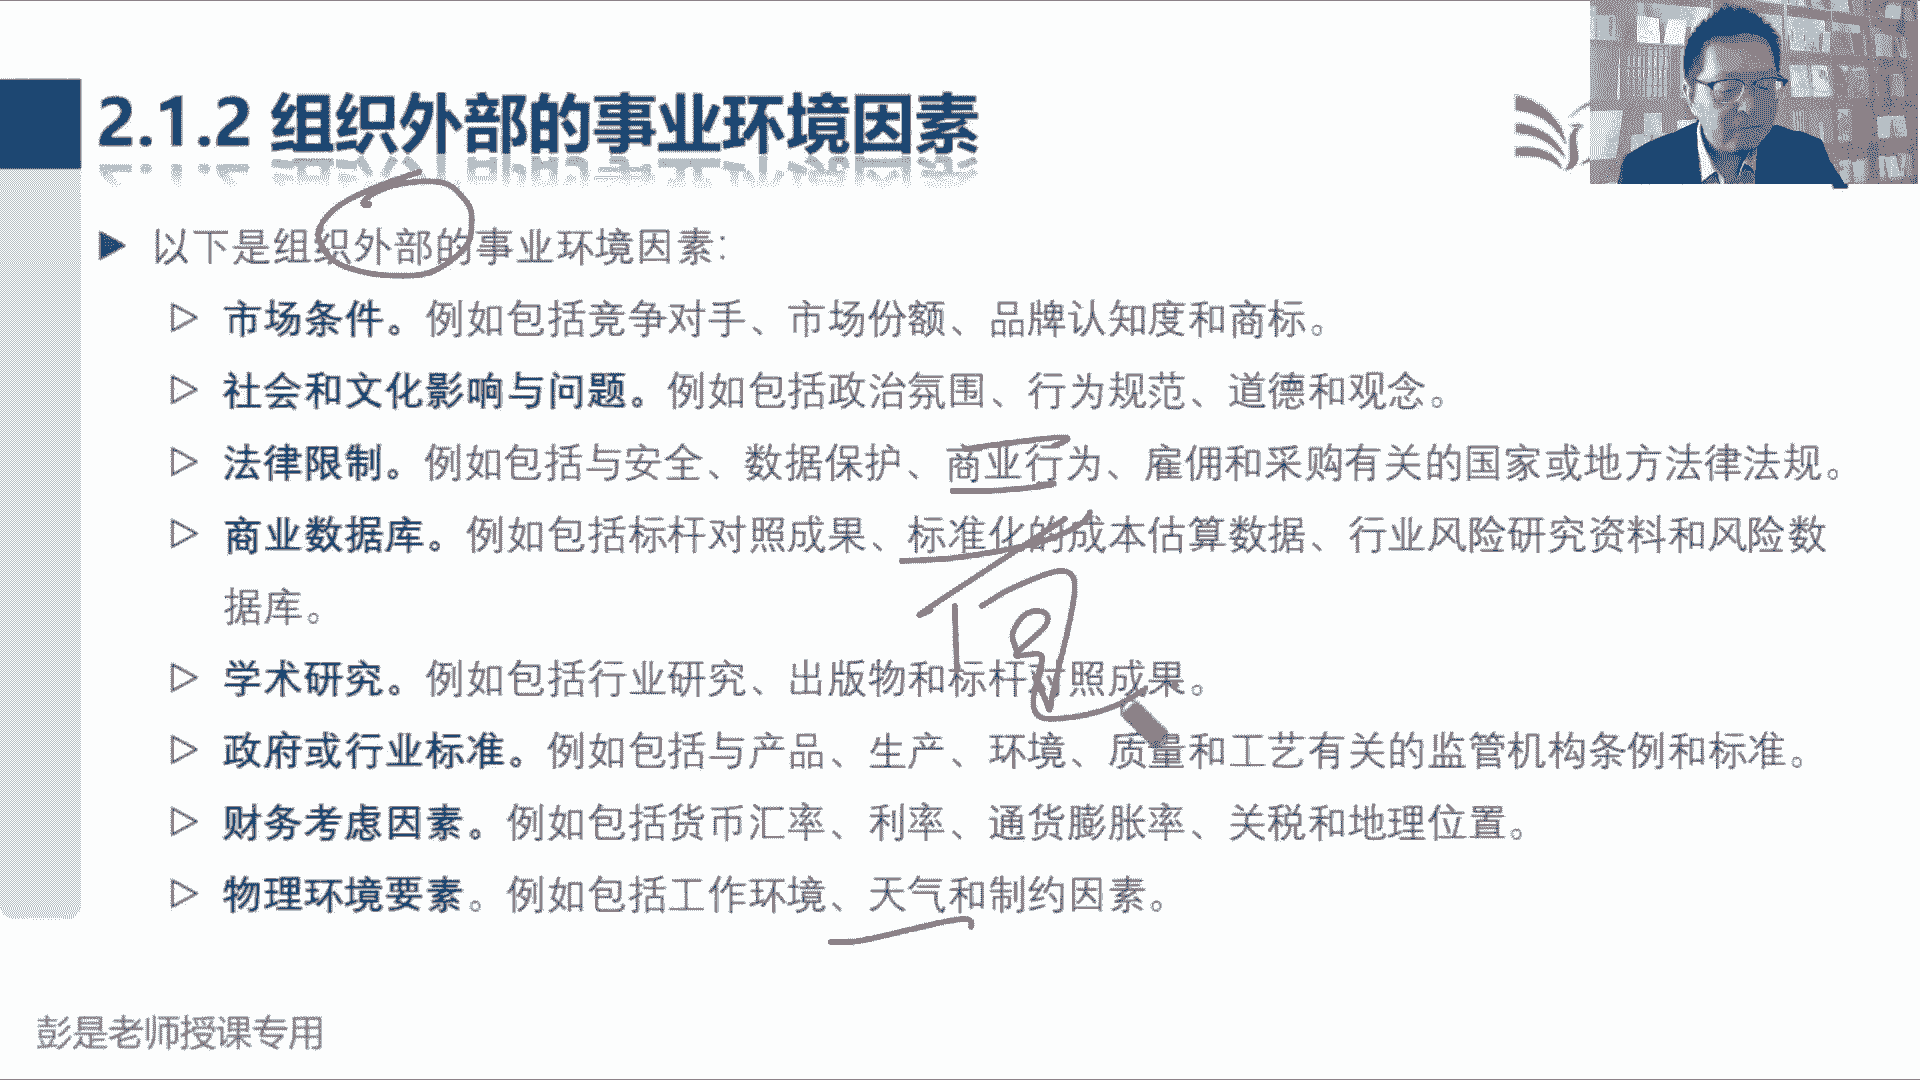 2.1.2 组织外部的事业环境因素
以下是组织外部的事业环境因素:
市场条件。例如包括竞争对手、市场份额、品牌认知度和商标。
社会和文化影响与问题。例如包括政治氛围、行为规范、道德和观念。
法律限制。例如包括与安全、数据保护、商业行为、雇佣和采购有关的国家或地方法律法规。
商业数据库。例如包括标杆对照成果、标准化的成本估算数据、行业风险研究资料和风险数
据库。
学术研究。例如包括行业研究、出版物和标杆对照成果。
政府或行业标准。例如包括与产品、生产、环境、质量和工艺有关的监管机构条例和标准。
财务考虑因素。例如包括货币汇率、利率、通货膨胀率、关税和地理位置。
物理环境要素。例如包括工作环境、天气和制约因素。
彭是老师授课专用